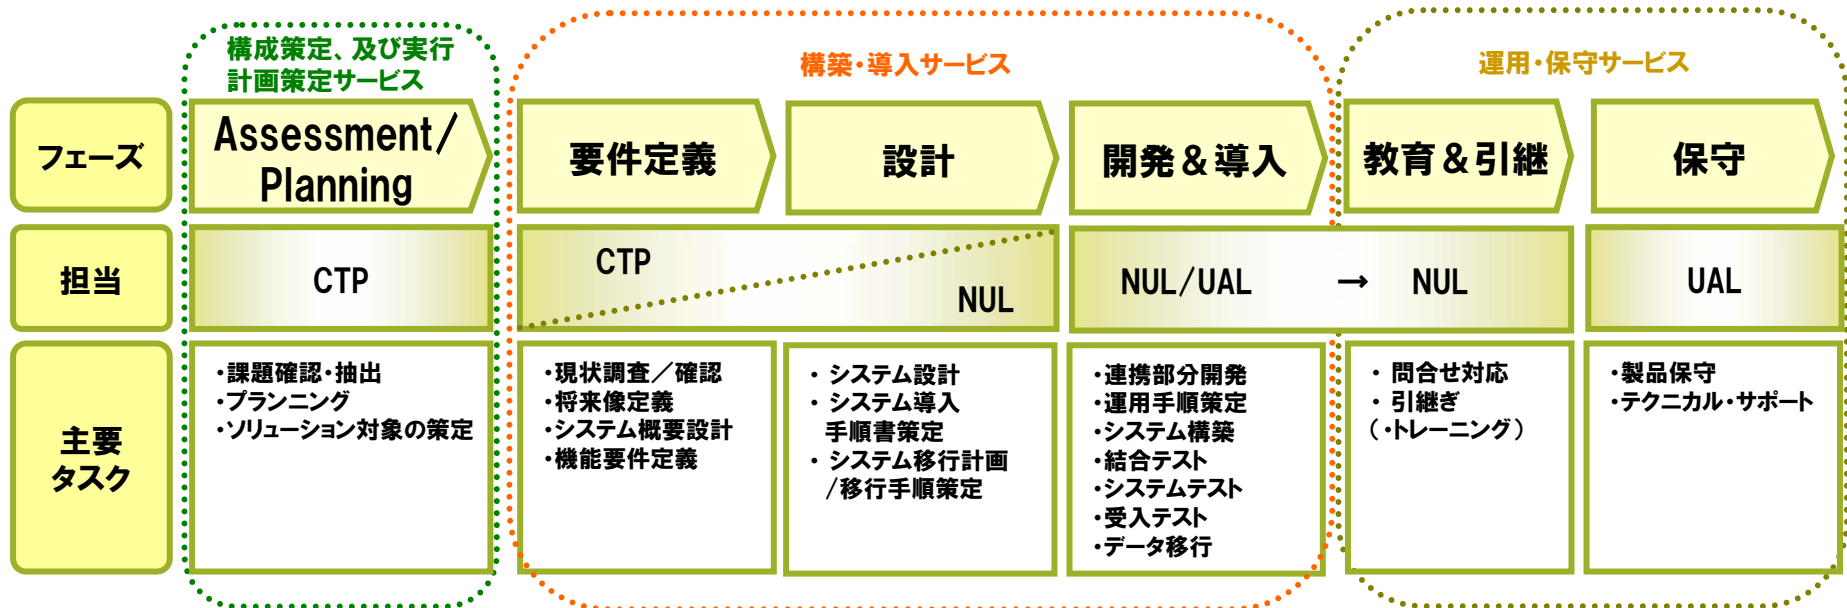 構成策定、及び実行
計画策定サービス
構築・導入サービス
運用・保守サービス
フェーズ
Assessment/
Planning
要件定義
設計
開発&導入
教育&引継
保守
担当
CTP
CTP
NUL
NUL/UAL → NUL
UAL
主要
タスク
・課題確認・抽出
・プランニング
・ソリューション対象の策定
・現状調査／確認
・将来像定義
・システム概要設計
・機能要件定義
・ システム設計
・ システム導入
手順書策定
・ システム移行計画
/移行手順策定
・連携部分開発
・運用手順策定
・システム構築
・結合テスト
・システムテスト
・受入テスト
・データ移行
・ 問合せ対応
・ 引継ぎ
(・トレーニング)
・製品保守
・テクニカル・サポート